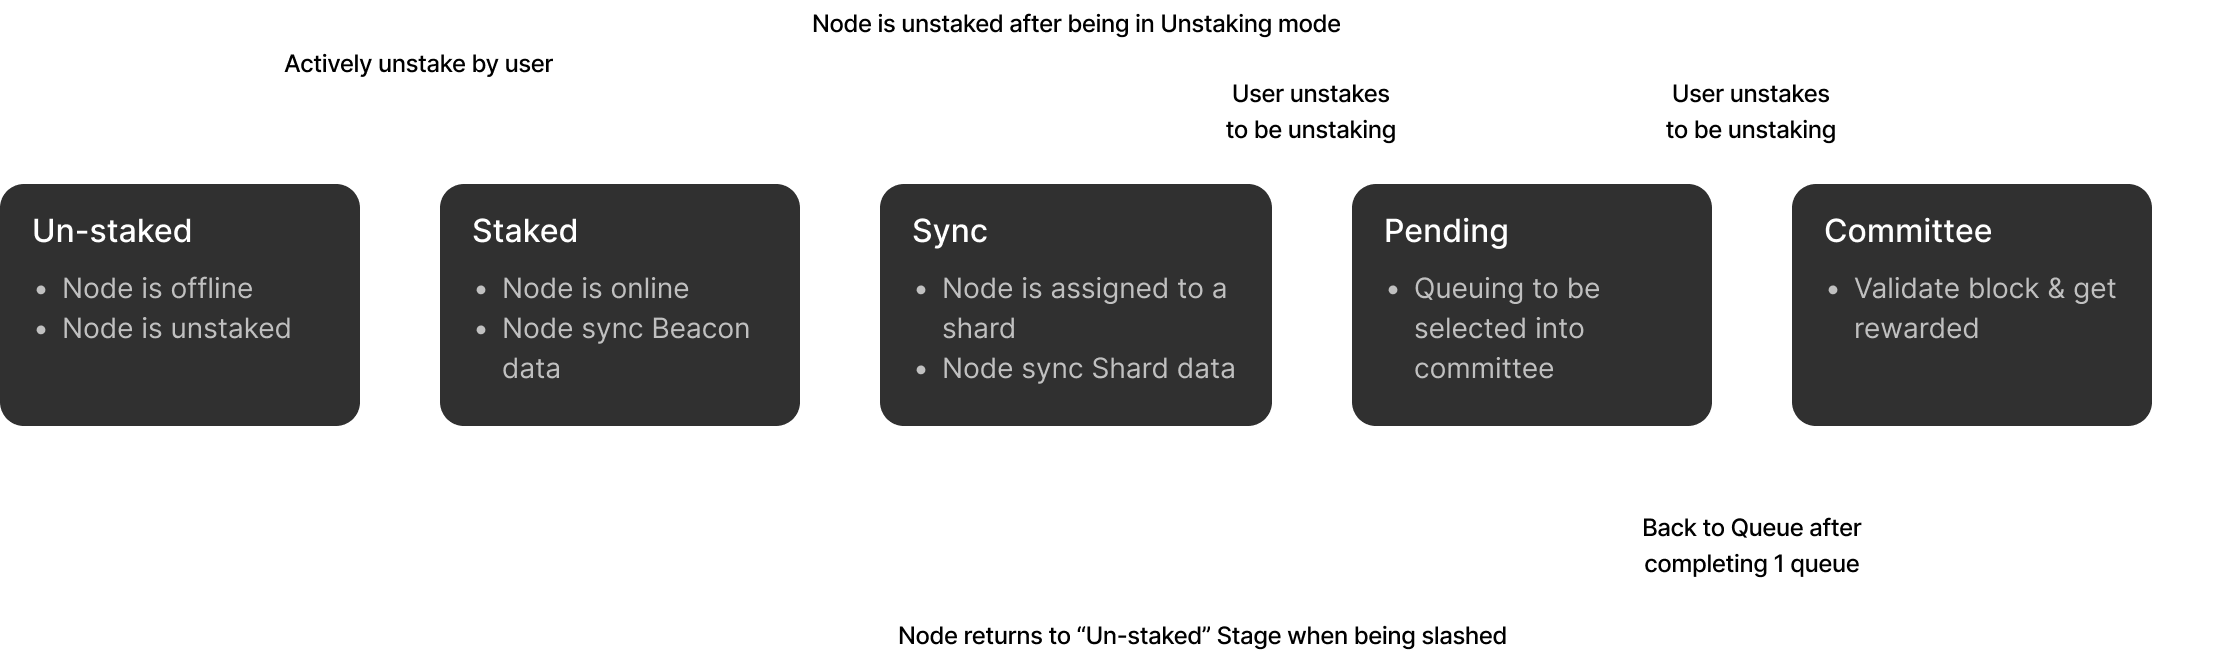 Node is unstaked after being in Unstaking mode
Actively unstake by user
User unstakes
to be unstaking
User unstakes
to be unstaking
Un-staked
• Node is offline
• Node is unstaked
Staked
• Node is online
• Node sync Beacon
data
Sync
• Node is assigned to a
shard
• Node sync Shard data
Pending
• Queuing to be
selected into
committee
Committee
• Validate block & get
rewarded
Back to Queue after
completing 1 queue
Node returns to “Un-staked” Stage when being slashed